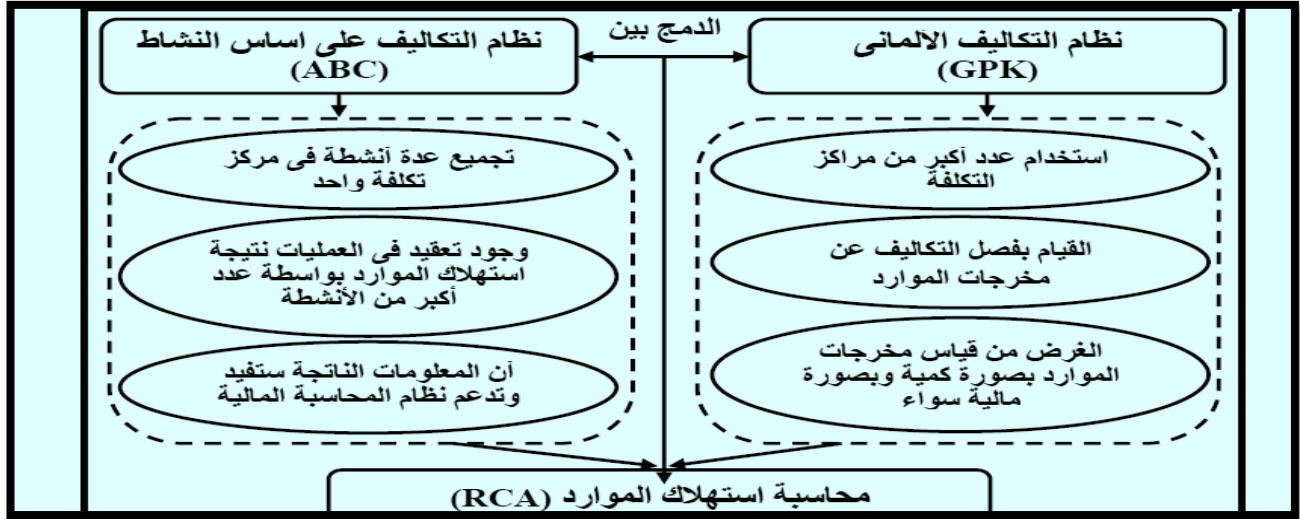 الدمج بين
نظام التكاليف الألمانى
(GPK)
استخدام عدد أكبر من مراكز
التكلفة
القيام بفصل التكاليف عن
مخرجات الموارد
الغرض من قياس مخرجات
الموارد بصورة كمية وبصورة
مالية سواء
نظام التكاليف على اساس النشاط
(ABC)
تجميع عدة أنشطة فى مركز
تكلفة واحد
وجود تعقيد فى العمليات نتيجة
استهلاك الموارد بواسطة عدد
أكبر من الأنشطة
أن المعلومات الناتجة ستفيد
وتدعم نظام المحاسبة المالية
محاسبة استهلاك الموارد (RCA)